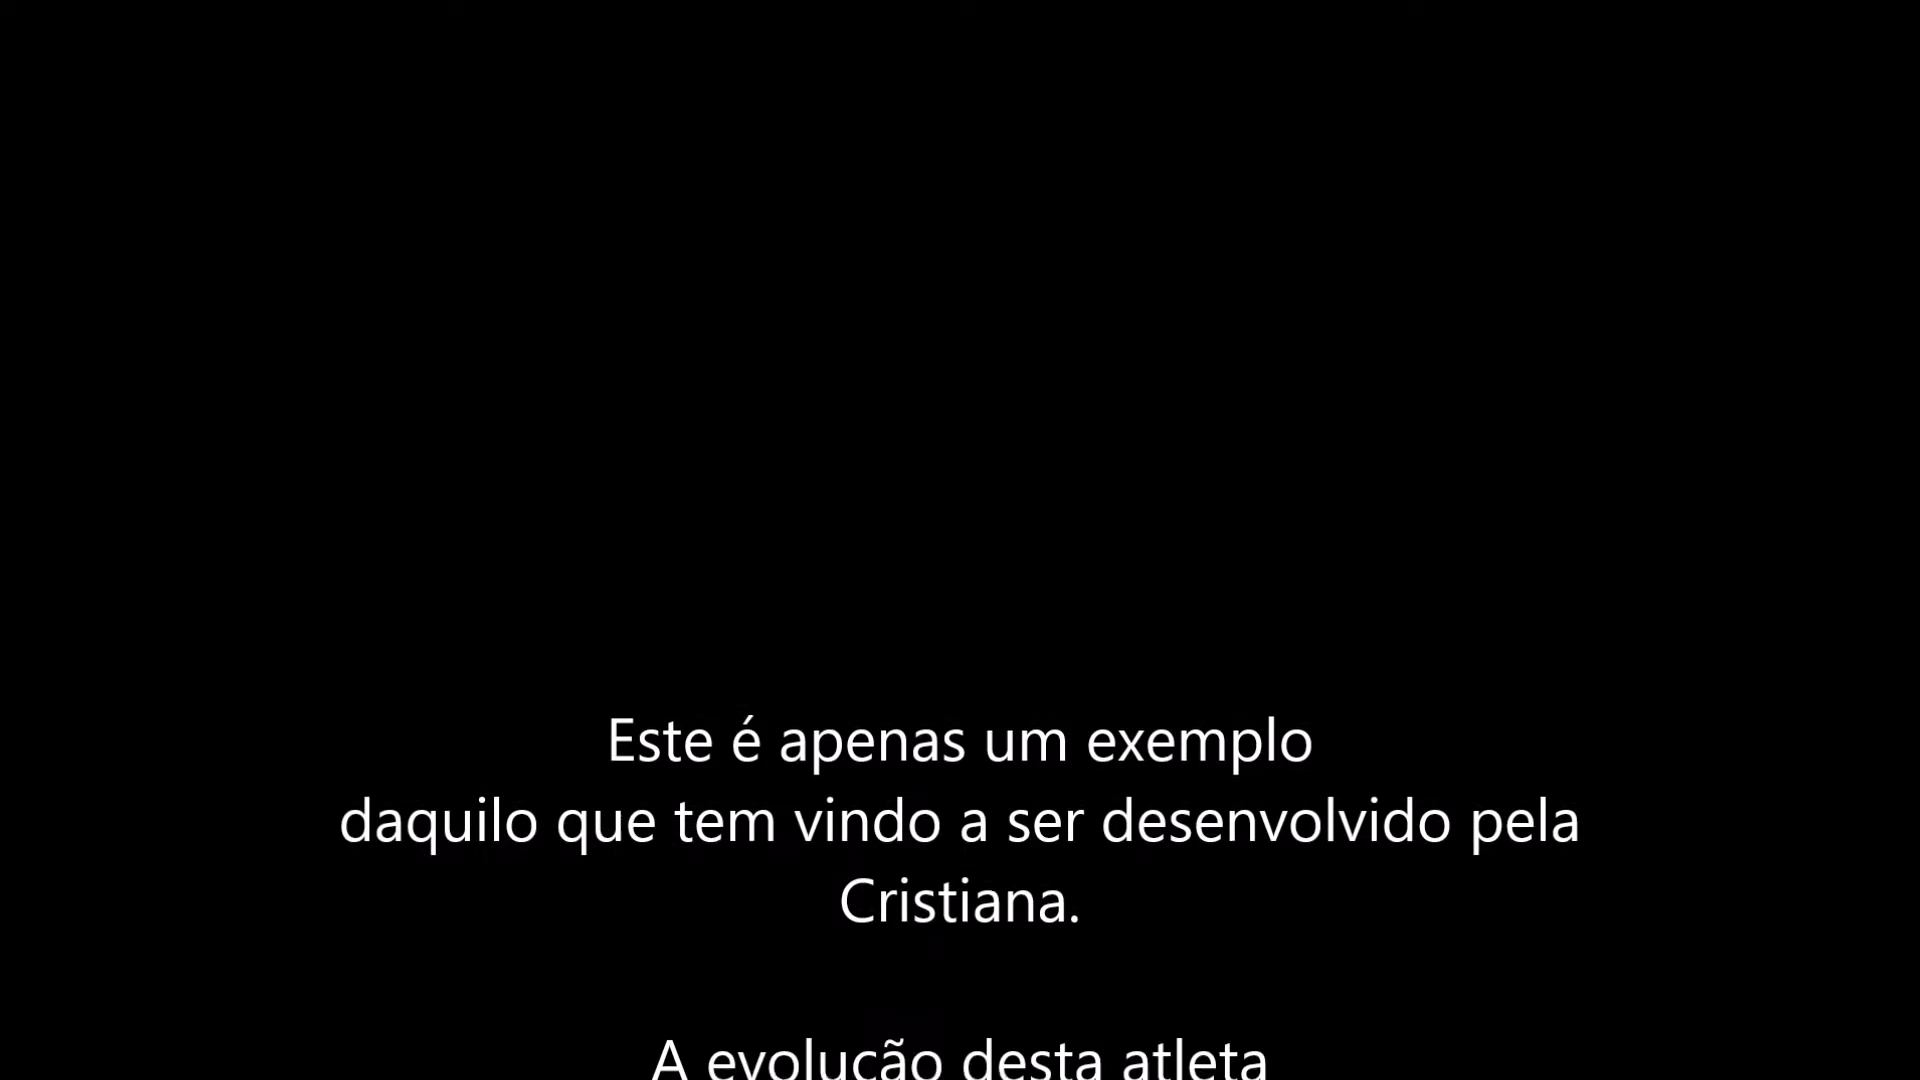 Este é apenas um exemplo
daquilo que tem vindo a ser desenvolvido pela
Cristiana.
A evolução desta atleta